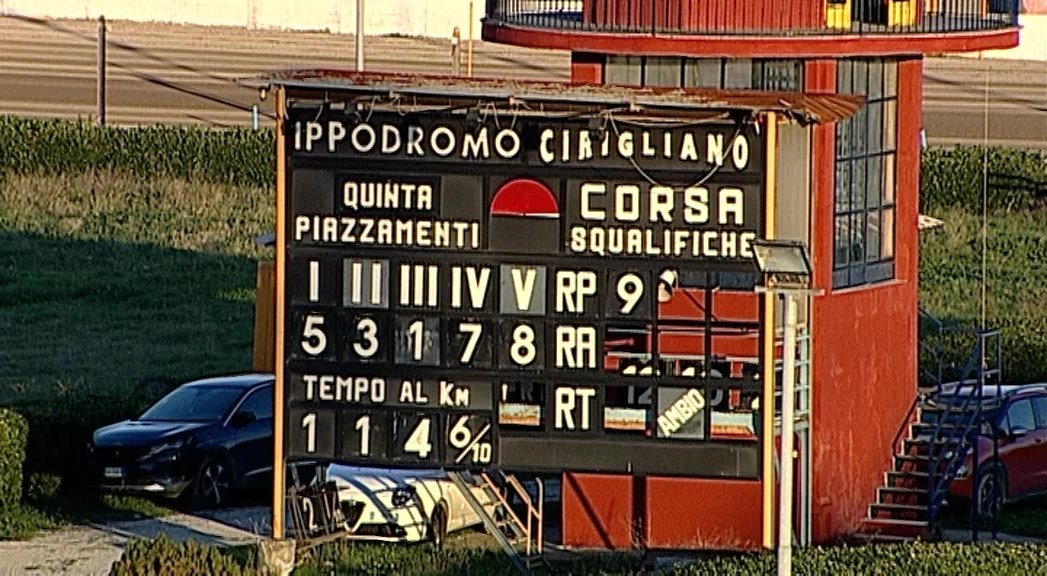 IPPODROMO CIRIGLIANO
QUINTA CORSA
PIAZZAMENTI SQUALIFICHE
I II III IV V RP 9
5 3 1 7 8 RA
TEMPO AL Km RT
1 1 4 6/10